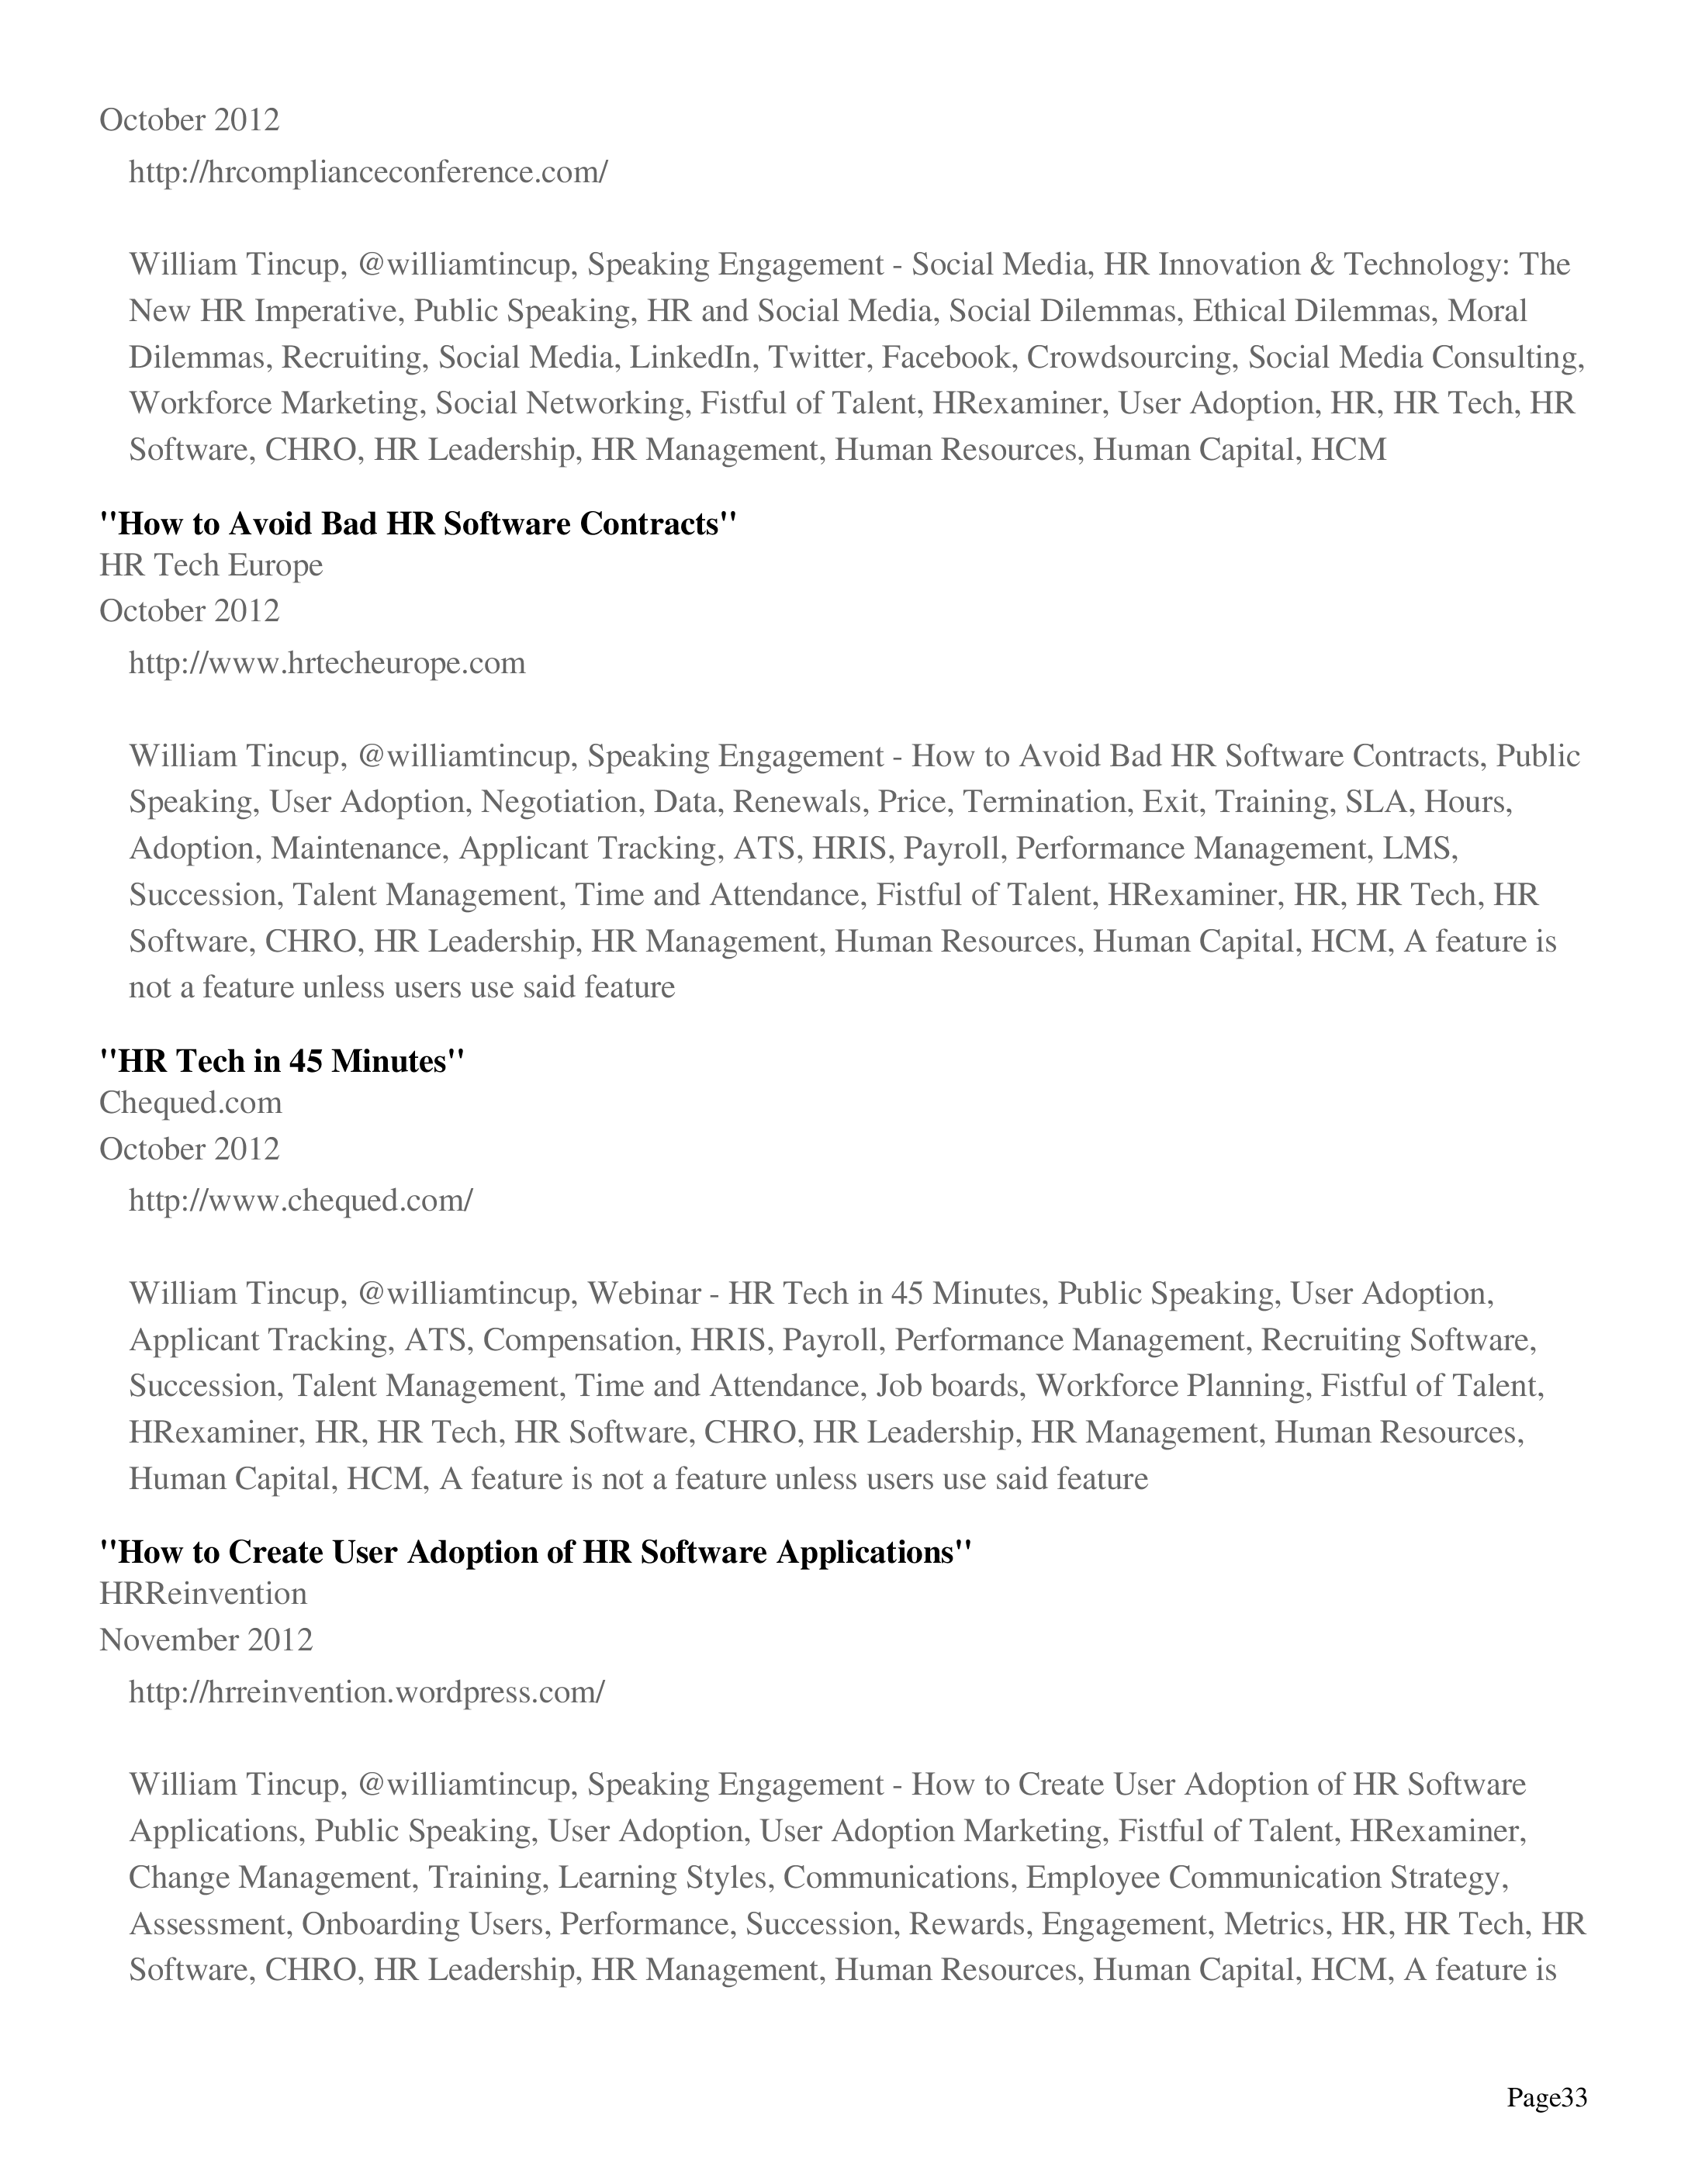 October 2012
http://hrcomplianceconference.com/
William Tincup, @williamtincup, Speaking Engagement - Social Media, HR Innovation & Technology: The
New HR Imperative, Public Speaking, HR and Social Media, Social Dilemmas, Ethical Dilemmas, Moral
Dilemmas, Recruiting, Social Media, LinkedIn, Twitter, Facebook, Crowdsourcing, Social Media Consulting,
Workforce Marketing, Social Networking, Fistful of Talent, HRexaminer, User Adoption, HR, HR Tech, HR
Software, CHRO, HR Leadership, HR Management, Human Resources, Human Capital, HCM
"How to Avoid Bad HR Software Contracts"
HR Tech Europe
October 2012
http://www.hrtecheurope.com
William Tincup, @williamtincup, Speaking Engagement - How to Avoid Bad HR Software Contracts, Public
Speaking, User Adoption, Negotiation, Data, Renewals, Price, Termination, Exit, Training, SLA, Hours,
Adoption, Maintenance, Applicant Tracking, ATS, HRIS, Payroll, Performance Management, LMS,
Succession, Talent Management, Time and Attendance, Fistful of Talent, HRexaminer, HR, HR Tech, HR
Software, CHRO, HR Leadership, HR Management, Human Resources, Human Capital, HCM, A feature is
not a feature unless users use said feature
"HR Tech in 45 Minutes"
Chequed.com
October 2012
http://www.chequed.com/
William Tincup, @williamtincup, Webinar - HR Tech in 45 Minutes, Public Speaking, User Adoption,
Applicant Tracking, ATS, Compensation, HRIS, Payroll, Performance Management, Recruiting Software,
Succession, Talent Management, Time and Attendance, Job boards, Workforce Planning, Fistful of Talent,
HRexaminer, HR, HR Tech, HR Software, CHRO, HR Leadership, HR Management, Human Resources,
Human Capital, HCM, A feature is not a feature unless users use said feature
"How to Create User Adoption of HR Software Applications"
HRReinvention
November 2012
http://hrreinvention.wordpress.com/
William Tincup, @williamtincup, Speaking Engagement - How to Create User Adoption of HR Software
Applications, Public Speaking, User Adoption, User Adoption Marketing, Fistful of Talent, HRexaminer,
Change Management, Training, Learning Styles, Communications, Employee Communication Strategy,
Assessment, Onboarding Users, Performance, Succession, Rewards, Engagement, Metrics, HR, HR Tech, HR
Software, CHRO, HR Leadership, HR Management, Human Resources, Human Capital, HCM, A feature is
Page33